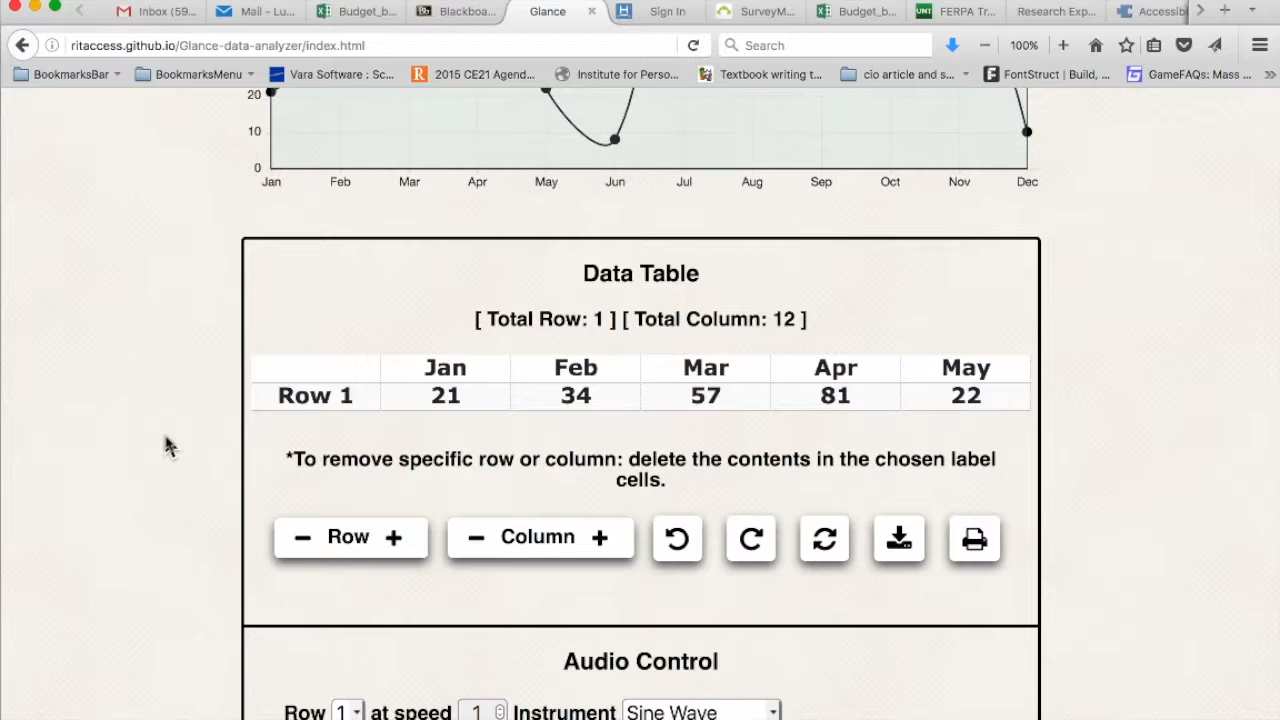 Inbox (59...
Mail – Lu...
Budget_b...
Blackboa...
Glance
Sign In
SurveyM...
Budget_b...
FERPA Tr...
Research Exp...
Accessib
ritaccess.github.io/Glance-data-analyzer/index.html
Search
100%
BookmarksBar
BookmarksMenu
Vara Software : Sc...
2015 CE21 Agend...
Institute for Perso...
Textbook writing t...
cio article and s...
FontStruct | Build, ...
GameFAQs: Mass ...
20
10
0
Jan Feb Mar Apr May Jun Jul Aug Sep Oct Nov Dec
Data Table
[ Total Row: 1 ] [ Total Column: 12 ]
Jan Feb Mar Apr May
Row 1 21 34 57 81 22
*To remove specific row or column: delete the contents in the chosen label
cells.
− Row +
− Column +
Audio Control
Row 1 at speed 1 Instrument Sine Wave